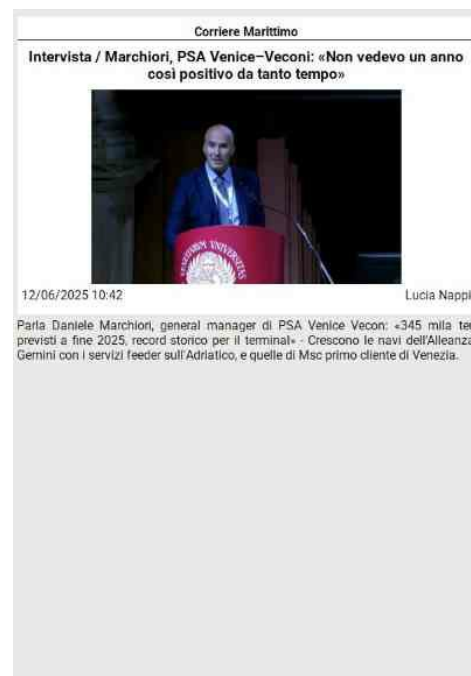 Corriere Marittimo
Intervista / Marchiori, PSA Venice–Veconi: «Non vedevo un anno
così positivo da tanto tempo»
VENETIARUM UNIVERSITAS
12/06/2025 10:42
Lucia Nappi
Parla Daniele Marchiori, general manager di PSA Venice Vecon: «345 mila te
previsti a fine 2025, record storico per il terminal» - Crescono le navi dell'Alleanza
Gemini con i servizi feeder sull'Adriatico, e quelle di Msc primo cliente di Venezia.